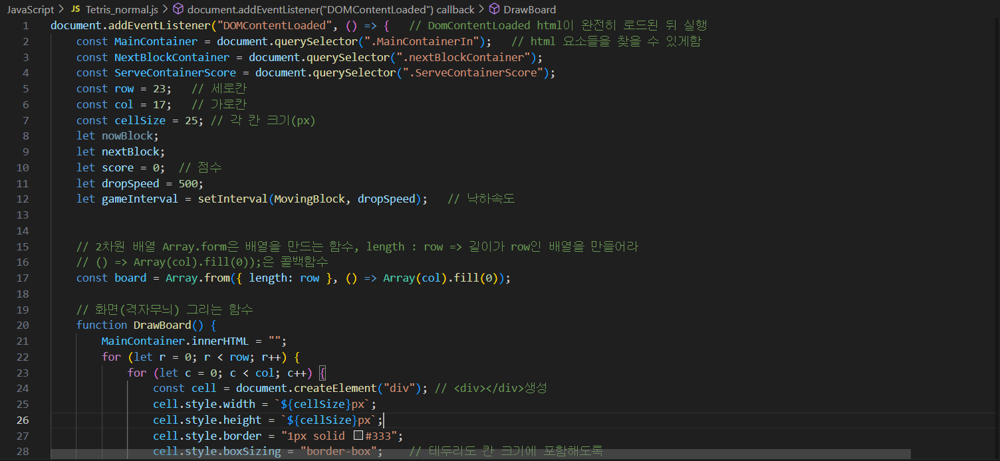 JavaScript > JS Tetris_normal.js > document.addEventListener("DOMContentLoaded") callback > DrawBoard
1 document.addEventListener("DOMContentLoaded", () => {   // DomContentLoaded html이 완전히 로드된 뒤 실행
2     const MainContainer = document.querySelector(".MainContainerIn");   // html 요소들을 찾을 수 있게함
3     const NextBlockContainer = document.querySelector(".nextBlockContainer");
4     const ServeContainerScore = document.querySelector(".ServeContainerScore");
5     const row = 23;   // 세로칸
6     const col = 17;   // 가로칸
7     const cellSize = 25; // 각 칸 크기(px)
8     let nowBlock;
9     let nextBlock;
10     let score = 0;  // 점수
11     let dropSpeed = 500;
12     let gameInterval = setInterval(MovingBlock, dropSpeed);   // 낙하속도
13
14
15     // 2차원 배열 Array.form은 배열을 만드는 함수, length : row => 길이가 row인 배열을 만들어라
16     // () => Array(col).fill(0));은 콜백함수
17     const board = Array.from({ length: row }, () => Array(col).fill(0));
18
19     // 화면(격자무늬) 그리는 함수
20     function DrawBoard() {
21         MainContainer.innerHTML = "";
22         for (let r = 0; r < row; r++) {
23             for (let c = 0; c < col; c++) {
24                 const cell = document.createElement("div"); // <div></div>생성
25                 cell.style.width = `${cellSize}px`;
26                 cell.style.height = `${cellSize}px`;
27                 cell.style.border = "1px solid #333";
28                 cell.style.boxSizing = "border-box";    // 테두리도 칸 크기에 포함해도록